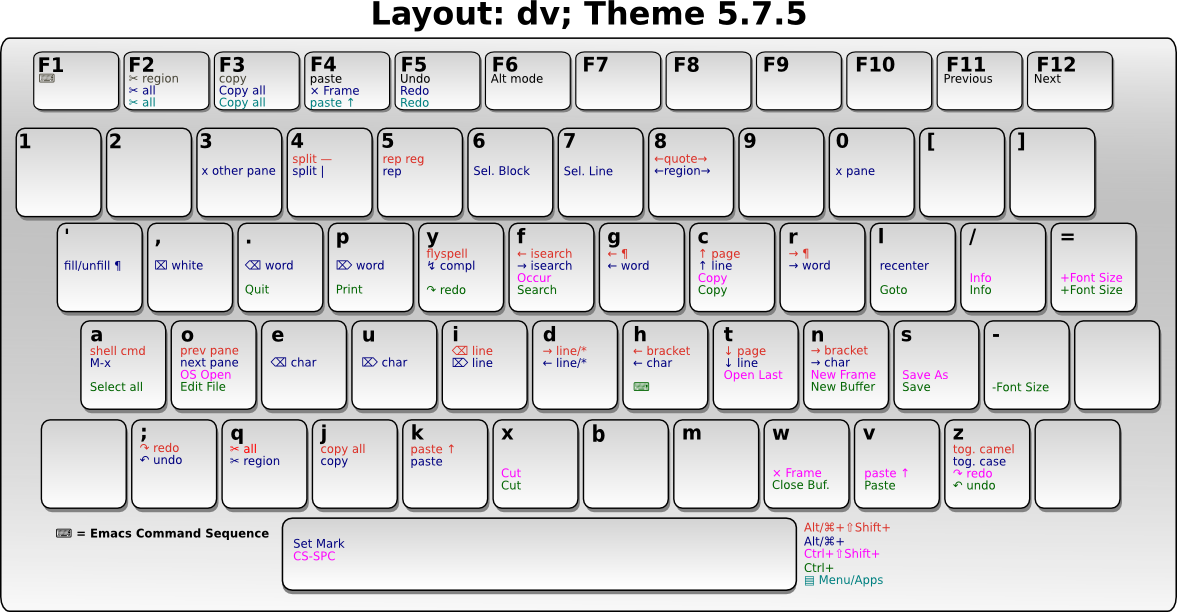 Layout: dv; Theme 5.7.5
F1
⌨
F2
✂ region
✂ all
✂ all
F3
copy
Copy all
Copy all
F4
paste
× Frame
paste ↑
F5
Undo
Redo
Redo
F6
Alt mode
F7
F8
F9
F10
F11
Previous
F12
Next
1
2
3
x other pane
4
split —
split |
5
rep reg
rep
6
Sel. Block
7
Sel. Line
8
←quote→
←region→
9
0
x pane
[
]
'
fill/unfill ¶
,
⌧ white
.
⌫ word
Quit
p
⌦ word
Print
y
flyspell
↯ compl
↷ redo
f
← isearch
→ isearch
Occur
Search
g
← ¶
← word
c
↑ page
↑ line
Copy
Copy
r
→ ¶
→ word
l
recenter
Goto
/
Info
Info
=
+Font Size
+Font Size
a
shell cmd
M-x
Select all
o
prev pane
next pane
OS Open
Edit File
e
⌫ char
u
⌦ char
i
⌫ line
⌦ line
d
→ line/*
← line/*
h
← bracket
← char
⌨
t
↓ page
↓ line
Open Last
n
→ bracket
→ char
New Frame
New Buffer
s
Save As
Save
-
-Font Size
;
↷ redo
↶ undo
q
✂ all
✂ region
j
copy all
copy
k
paste ↑
paste
x
Cut
Cut
b
m
w
× Frame
Close Buf.
v
paste ↑
Paste
z
tog. camel
tog. case
↷ redo
↶ undo
⌨ = Emacs Command Sequence
Set Mark
CS-SPC
Alt/⌘+⇧Shift+
Alt/⌘+
Ctrl+⇧Shift+
Ctrl+
▤ Menu/Apps